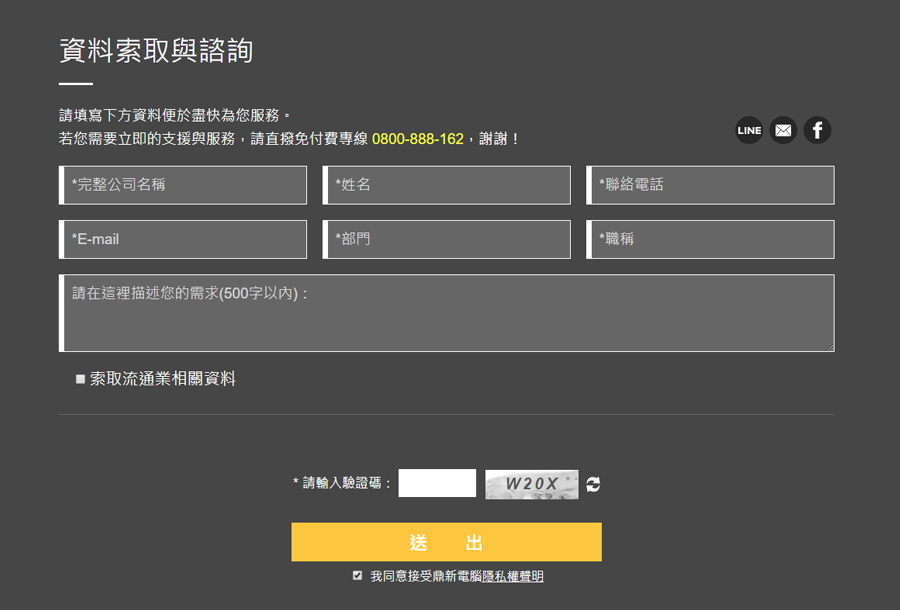 資料索取與諮詢
請填寫下方資料便於盡快為您服務。
若您需要立即的支援與服務，請直撥免付費專線 0800-888-162，謝謝！
LINE
*完整公司名稱
*姓名
*聯絡電話
*E-mail
*部門
*職稱
請在這裡描述您的需求(500字以內)：
索取流通業相關資料
* 請輸入驗證碼：
W20X
送 出
我同意接受鼎新電腦隱私權聲明